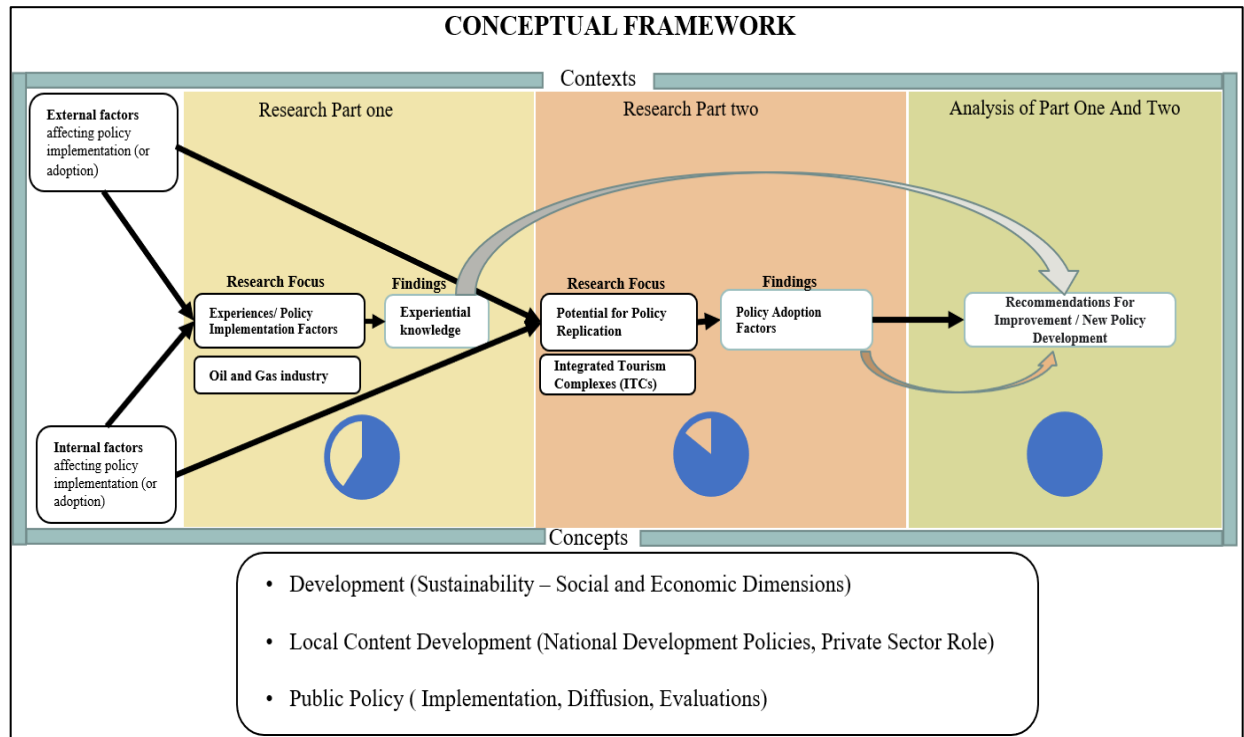 CONCEPTUAL FRAMEWORK
Contexts
External factors
affecting policy
implementation (or
adoption)
Internal factors
affecting policy
implementation (or
adoption)
Research Part one
Research Focus
Experiences/ Policy
Implementation Factors
Oil and Gas industry
Findings
Experiential
knowledge
Research Part two
Research Focus
Potential for Policy
Replication
Integrated Tourism
Complexes (ITCs)
Findings
Policy Adoption
Factors
Analysis of Part One And Two
Recommendations For
Improvement / New Policy
Development
Concepts
• Development (Sustainability – Social and Economic Dimensions)
• Local Content Development (National Development Policies, Private Sector Role)
• Public Policy ( Implementation, Diffusion, Evaluations)